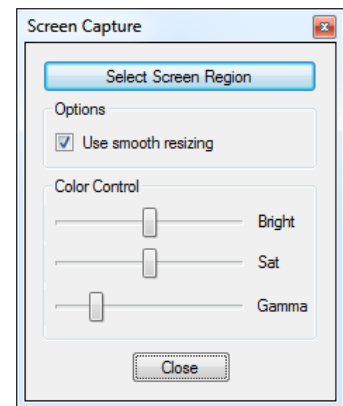 Screen Capture
Select Screen Region
Options
Use smooth resizing
Color Control
Bright
Sat
Gamma
Close